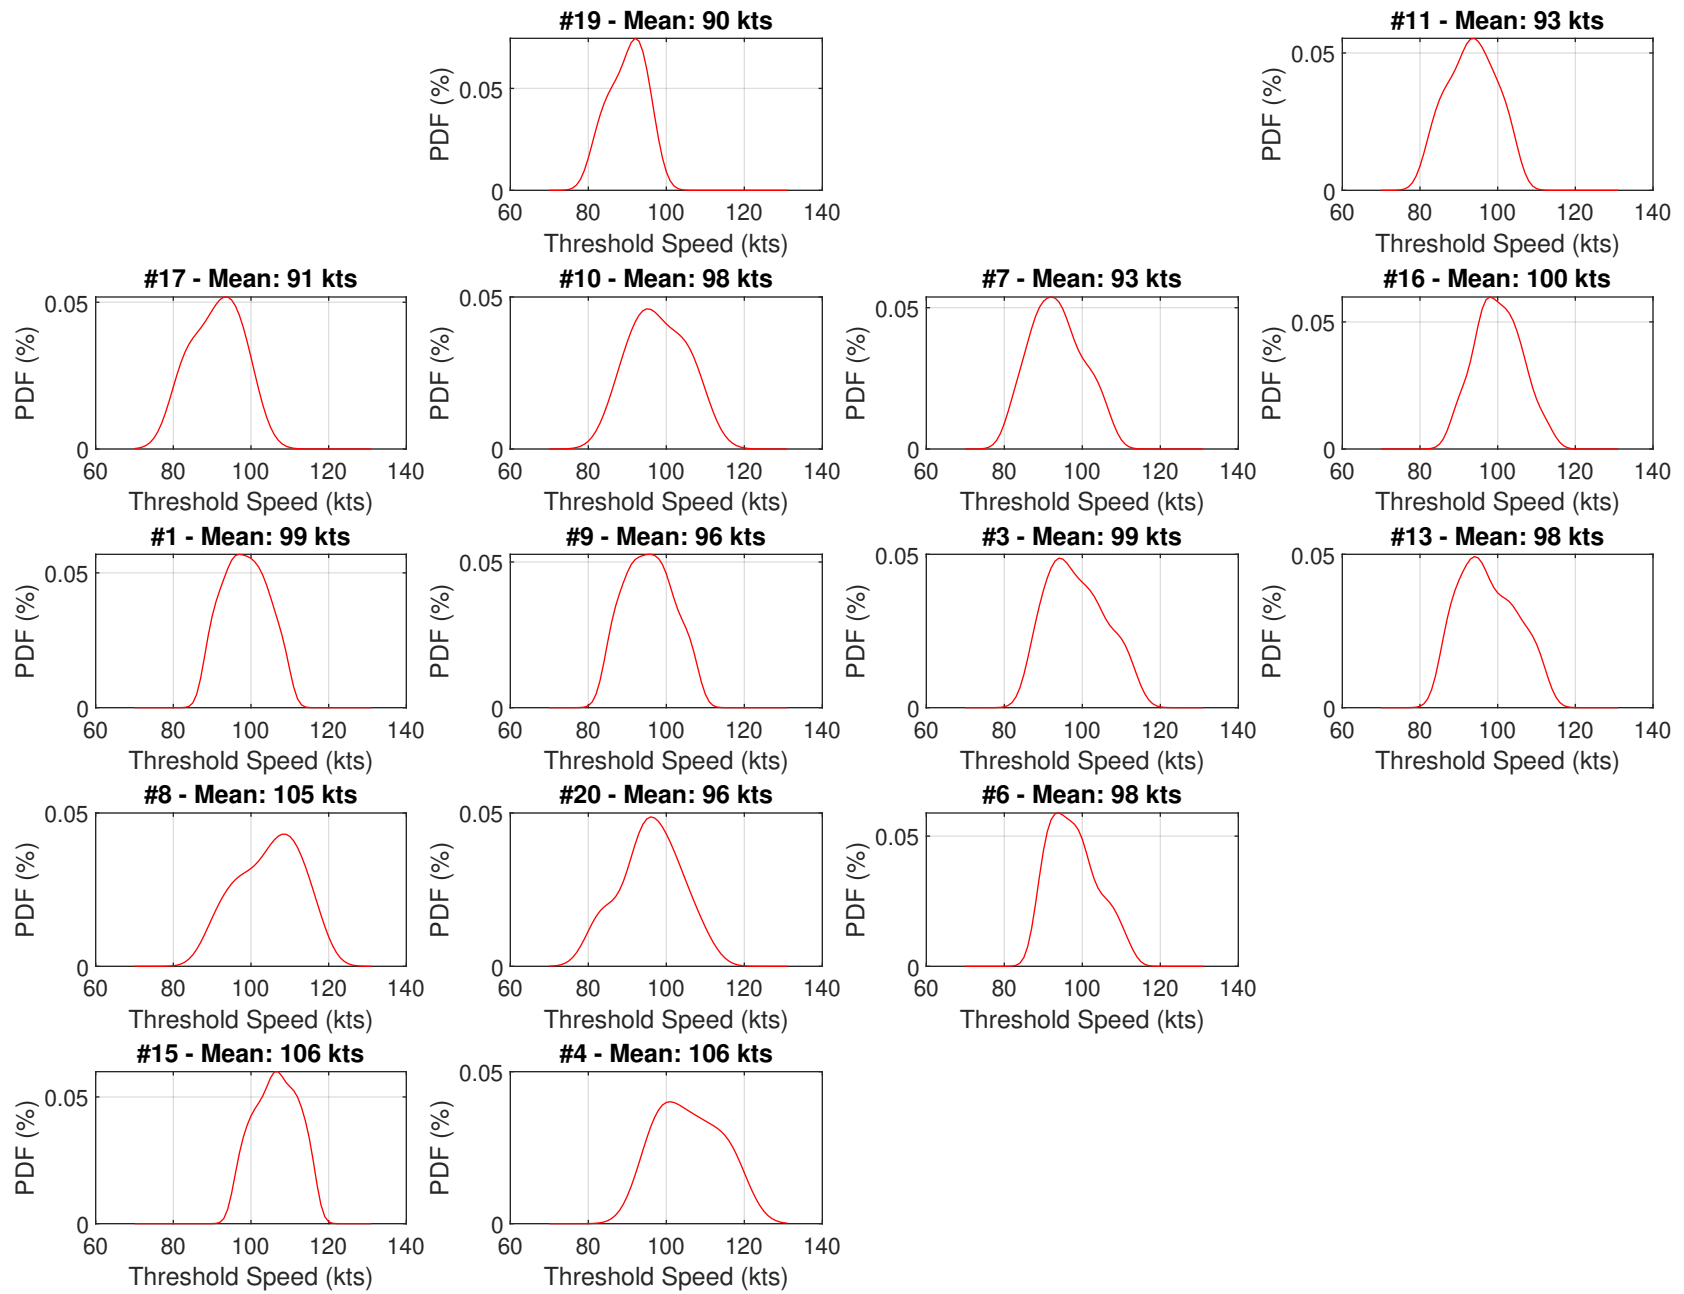 #19 - Mean: 90 kts
PDF (%)
0.05
0
60 80 100 120 140
Threshold Speed (kts)
#11 - Mean: 93 kts
PDF (%)
0.05
0
60 80 100 120 140
Threshold Speed (kts)
#17 - Mean: 91 kts
PDF (%)
0.05
0
60 80 100 120 140
Threshold Speed (kts)
#10 - Mean: 98 kts
PDF (%)
0.05
0
60 80 100 120 140
Threshold Speed (kts)
#7 - Mean: 93 kts
PDF (%)
0.05
0
60 80 100 120 140
Threshold Speed (kts)
#16 - Mean: 100 kts
PDF (%)
0.05
0
60 80 100 120 140
Threshold Speed (kts)
#1 - Mean: 99 kts
PDF (%)
0.05
0
60 80 100 120 140
Threshold Speed (kts)
#9 - Mean: 96 kts
PDF (%)
0.05
0
60 80 100 120 140
Threshold Speed (kts)
#3 - Mean: 99 kts
PDF (%)
0.05
0
60 80 100 120 140
Threshold Speed (kts)
#13 - Mean: 98 kts
PDF (%)
0.05
0
60 80 100 120 140
Threshold Speed (kts)
#8 - Mean: 105 kts
PDF (%)
0.05
0
60 80 100 120 140
Threshold Speed (kts)
#20 - Mean: 96 kts
PDF (%)
0.05
0
60 80 100 120 140
Threshold Speed (kts)
#6 - Mean: 98 kts
PDF (%)
0.05
0
60 80 100 120 140
Threshold Speed (kts)
#15 - Mean: 106 kts
PDF (%)
0.05
0
60 80 100 120 140
Threshold Speed (kts)
#4 - Mean: 106 kts
PDF (%)
0.05
0
60 80 100 120 140
Threshold Speed (kts)